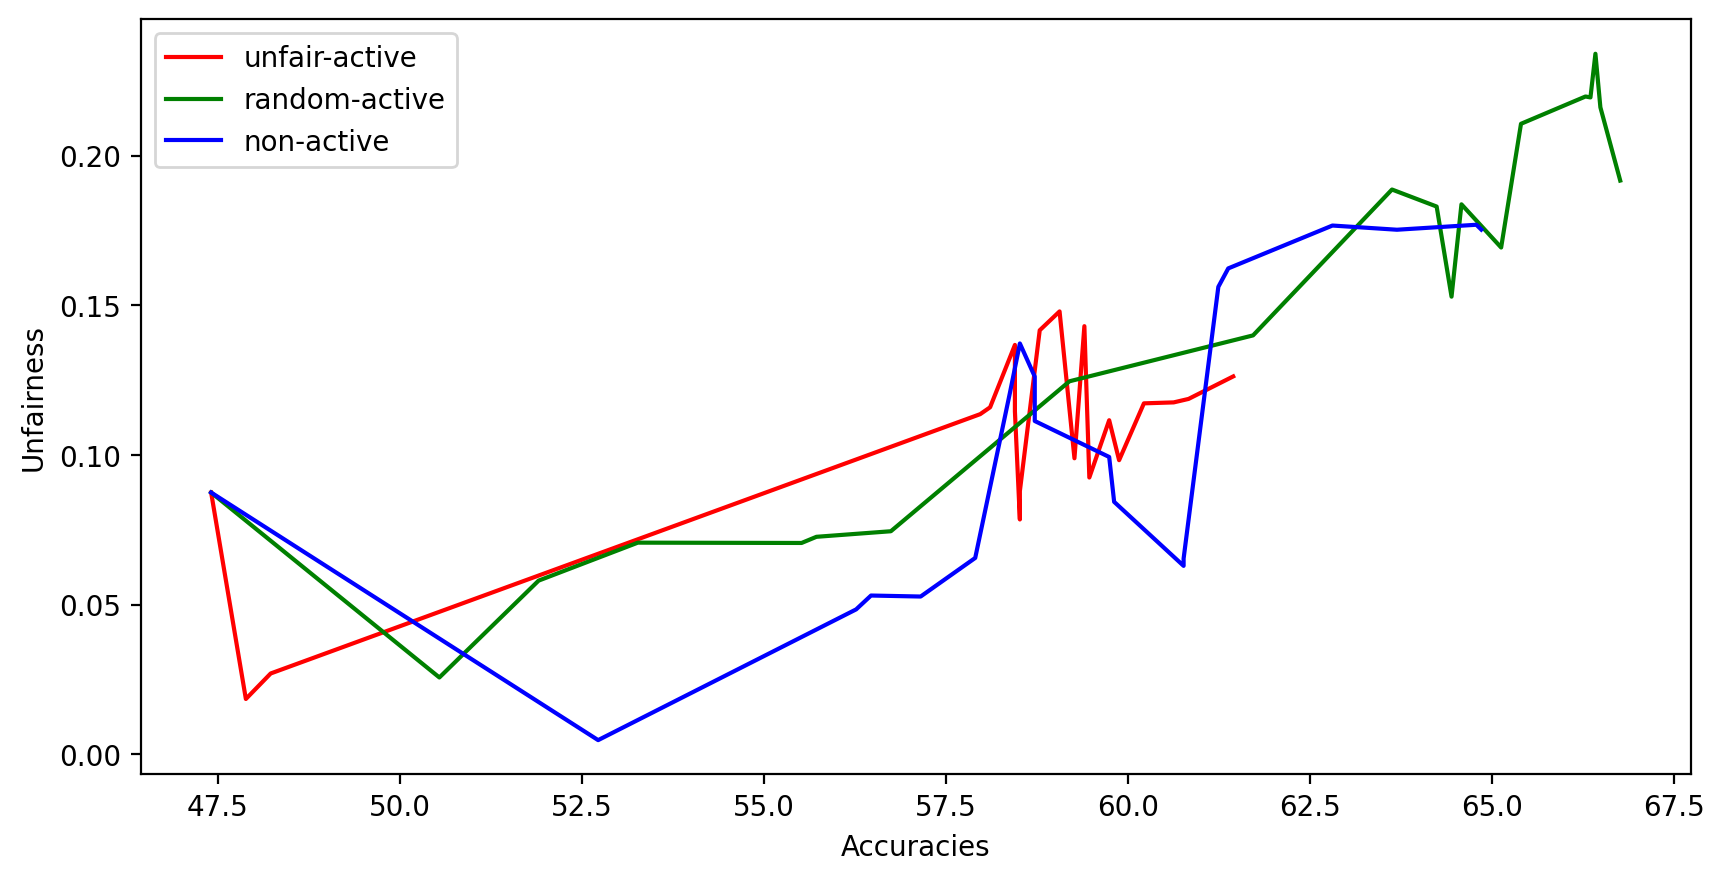 unfair-active
random-active
non-active
0.20
0.15
0.10
0.05
0.00
Unfairness
47.5 50.0 52.5 55.0 57.5 60.0 62.5 65.0 67.5
Accuracies